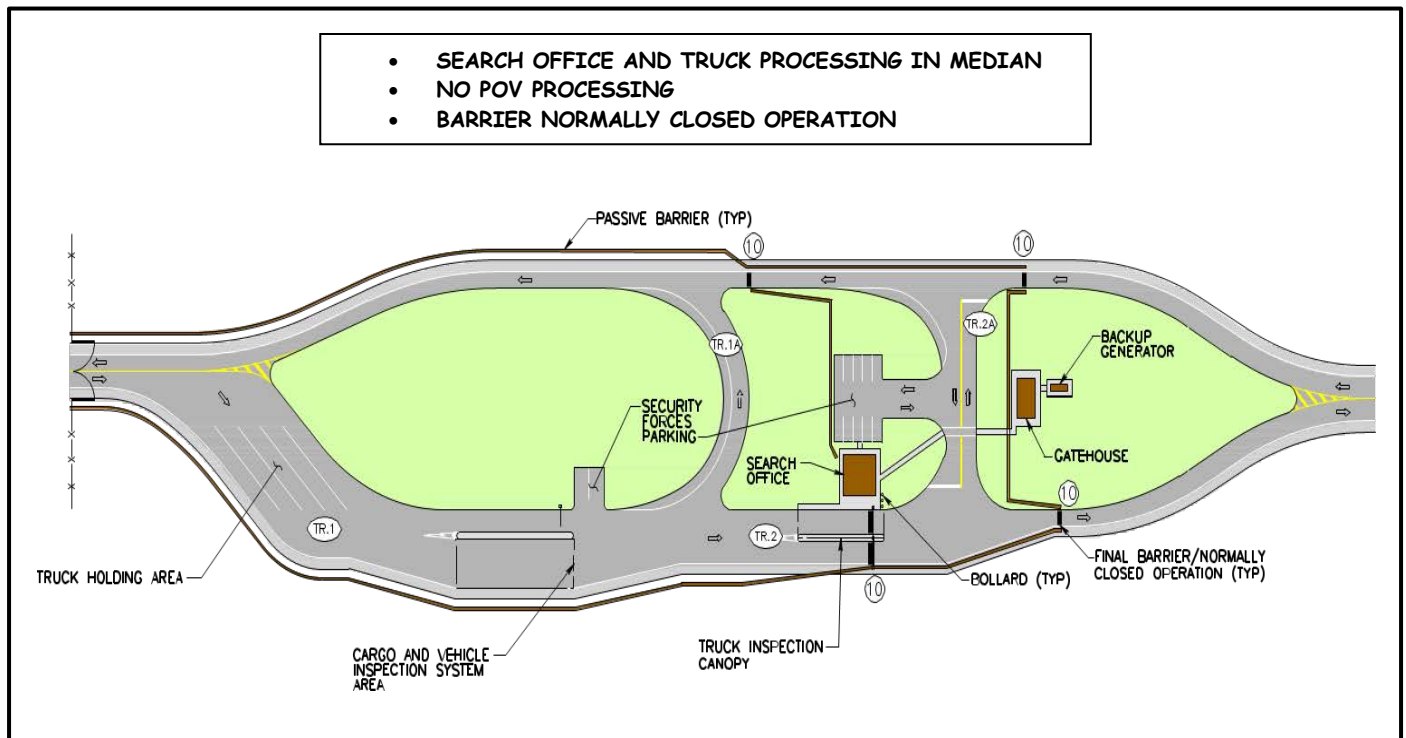 • SEARCH OFFICE AND TRUCK PROCESSING IN MEDIAN
• NO POV PROCESSING
• BARRIER NORMALLY CLOSED OPERATION
PASSIVE BARRIER (TYP)
10
10
TR.1A
TR.2A
BACKUP
GENERATOR
SECURITY
FORCES
PARKING
GATEHOUSE
SEARCH
OFFICE
10
TR.1
TR.2
TRUCK HOLDING AREA
FINAL BARRIER/NORMALLY
CLOSED OPERATION (TYP)
BOLLARD (TYP)
10
CARGO AND VEHICLE
INSPECTION SYSTEM
AREA
TRUCK INSPECTION
CANOPY